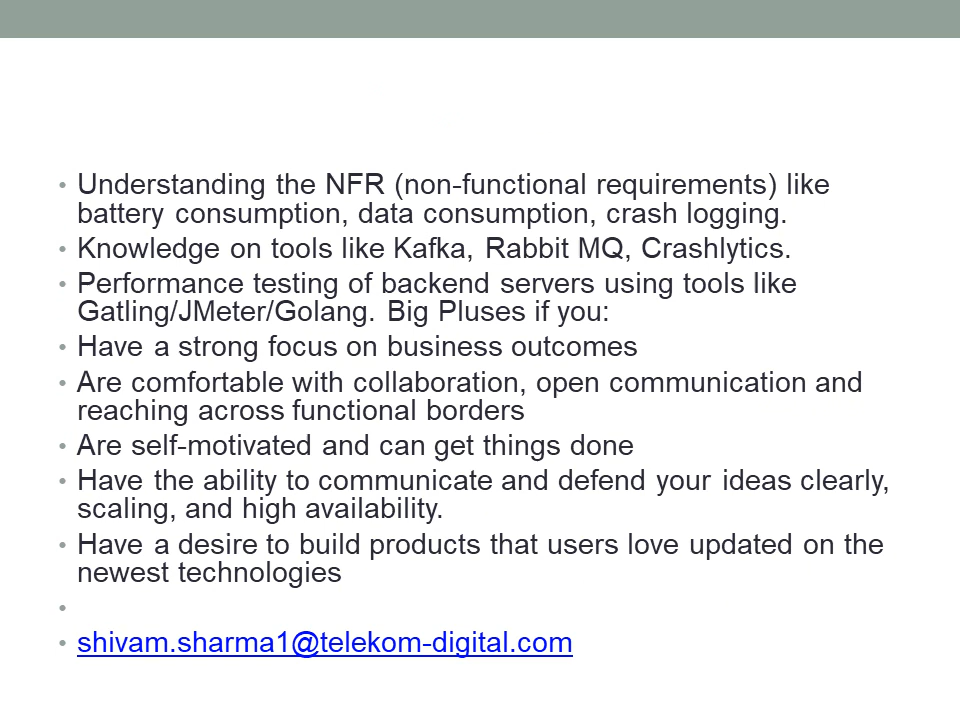 • Understanding the NFR (non-functional requirements) like
battery consumption, data consumption, crash logging.
• Knowledge on tools like Kafka, Rabbit MQ, Crashlytics.
• Performance testing of backend servers using tools like
Gatling/JMeter/Golang. Big Pluses if you:
• Have a strong focus on business outcomes
• Are comfortable with collaboration, open communication and
reaching across functional borders
• Are self-motivated and can get things done
• Have the ability to communicate and defend your ideas clearly,
scaling, and high availability.
• Have a desire to build products that users love updated on the
newest technologies
•
• shivam.sharma1@telekom-digital.com